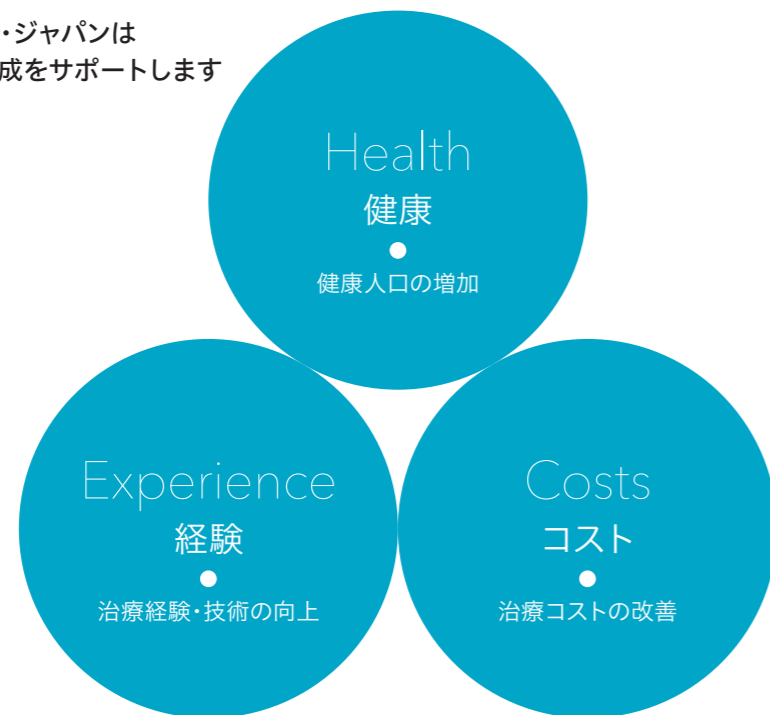 ・ジャパンは
成をサポートします
Health
健康
健康人口の増加
Experience
経験
治療経験・技術の向上
Costs
コスト
治療コストの改善